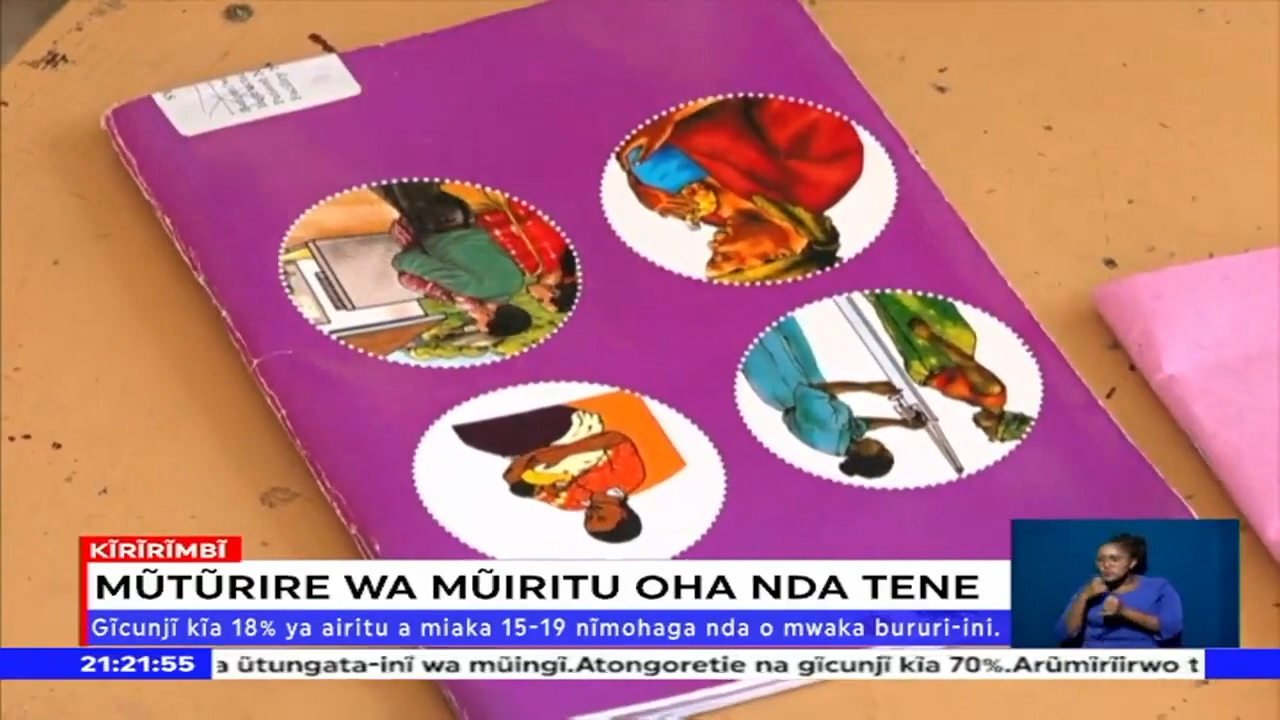 KĨRĨRĨMBĨ
MŨTŨRIRE WA MŨIRITU OHA NDA TENE
Gĩcunjĩ kĩa 18% ya airitu a miaka 15-19 nĩmohaga nda o mwaka bururi-ini.
21:21:55 a ũtungata-inĩ wa mũingĩ.Atongoretie na gĩcunjĩ kĩa 70%.Arũmĩrĩirwo t